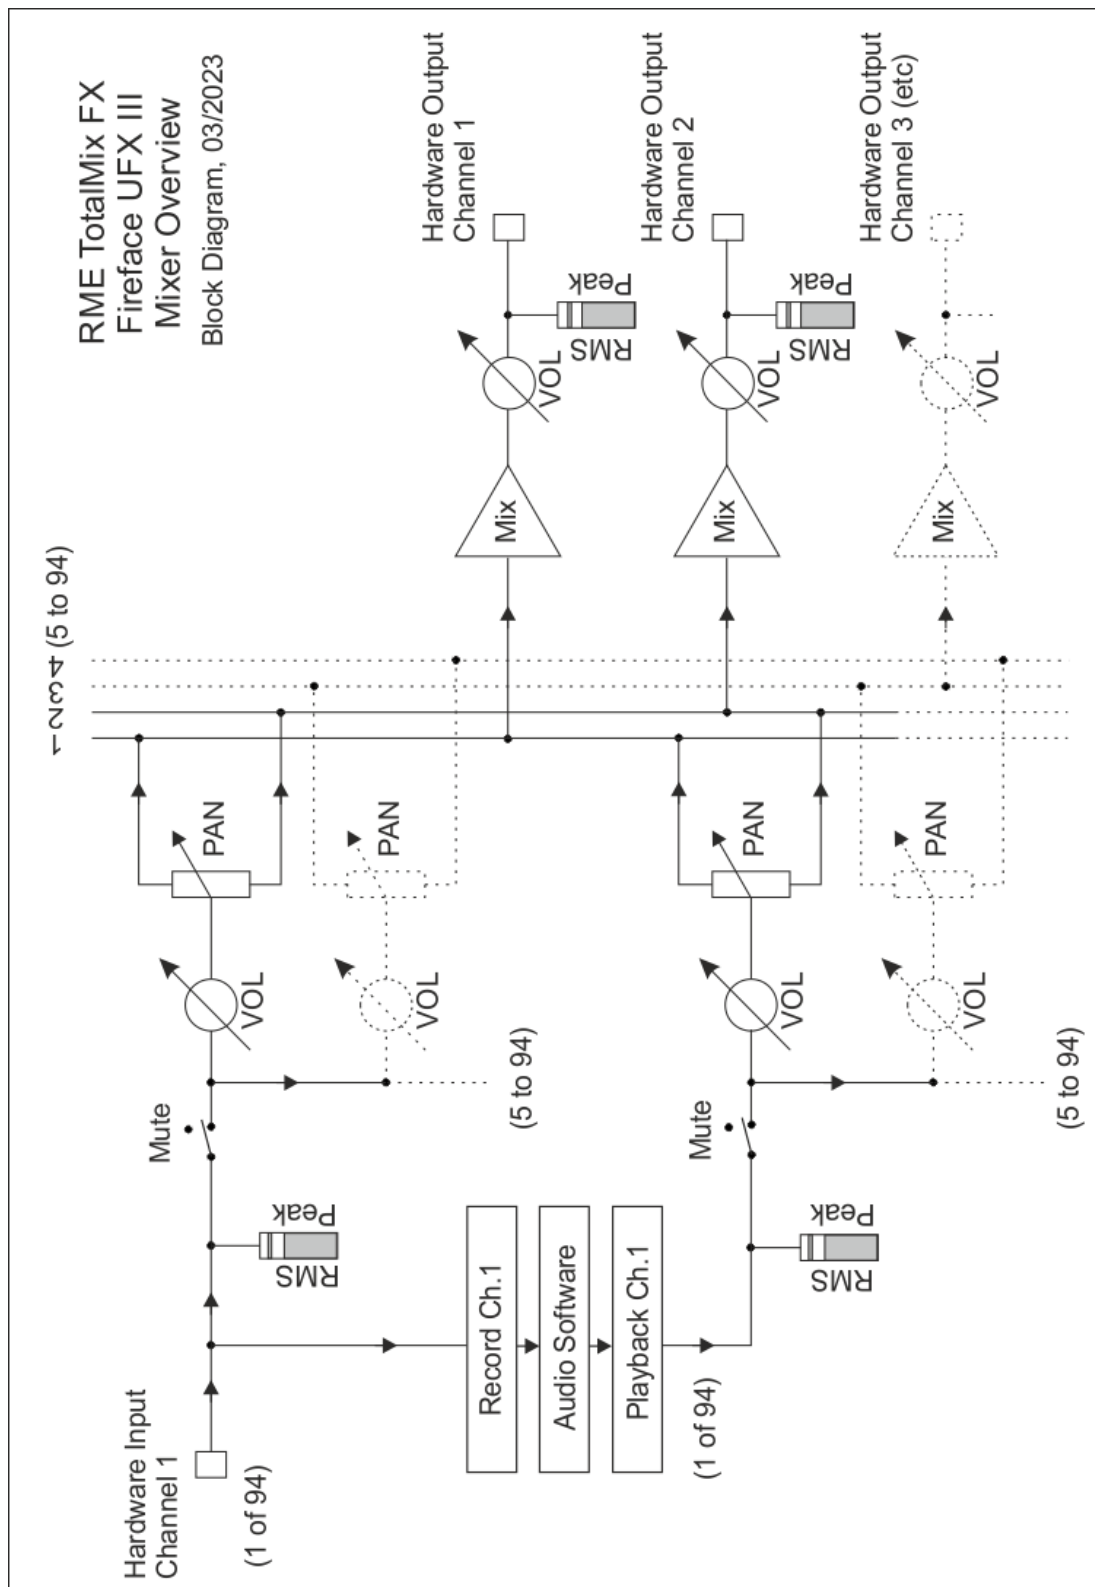 RME TotalMix FX
Fireface UFX III
Mixer Overview
Block Diagram, 03/2023
Hardware Input
Channel 1
(1 of 94)
RMS
Peak
Mute
VOL
PAN
VOL
PAN
(5 to 94)
1
2
3
4 (5 to 94)
Record Ch.1
Audio Software
Playback Ch.1
(1 of 94)
RMS
Peak
Mute
VOL
PAN
VOL
PAN
(5 to 94)
Mix
VOL
RMS
Peak
Hardware Output
Channel 1
Mix
VOL
RMS
Peak
Hardware Output
Channel 2
Mix
VOL
Hardware Output
Channel 3 (etc)